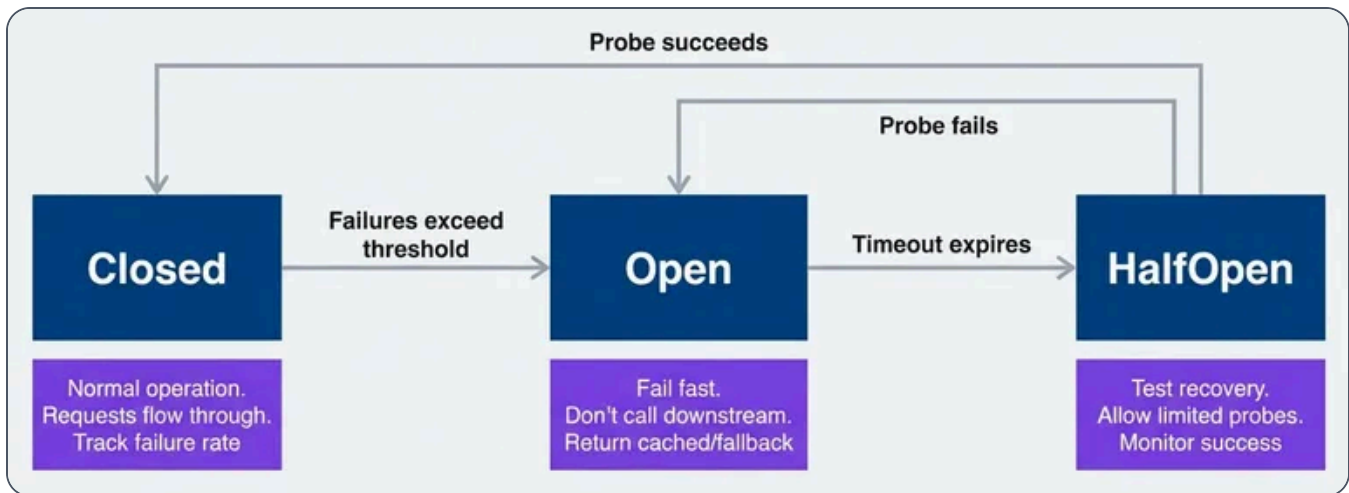 Probe succeeds
Probe fails
Failures exceed
threshold
Timeout expires
Closed
Open
HalfOpen
Normal operation.
Requests flow through.
Track failure rate
Fail fast.
Don't call downstream.
Return cached/fallback
Test recovery.
Allow limited probes.
Monitor success